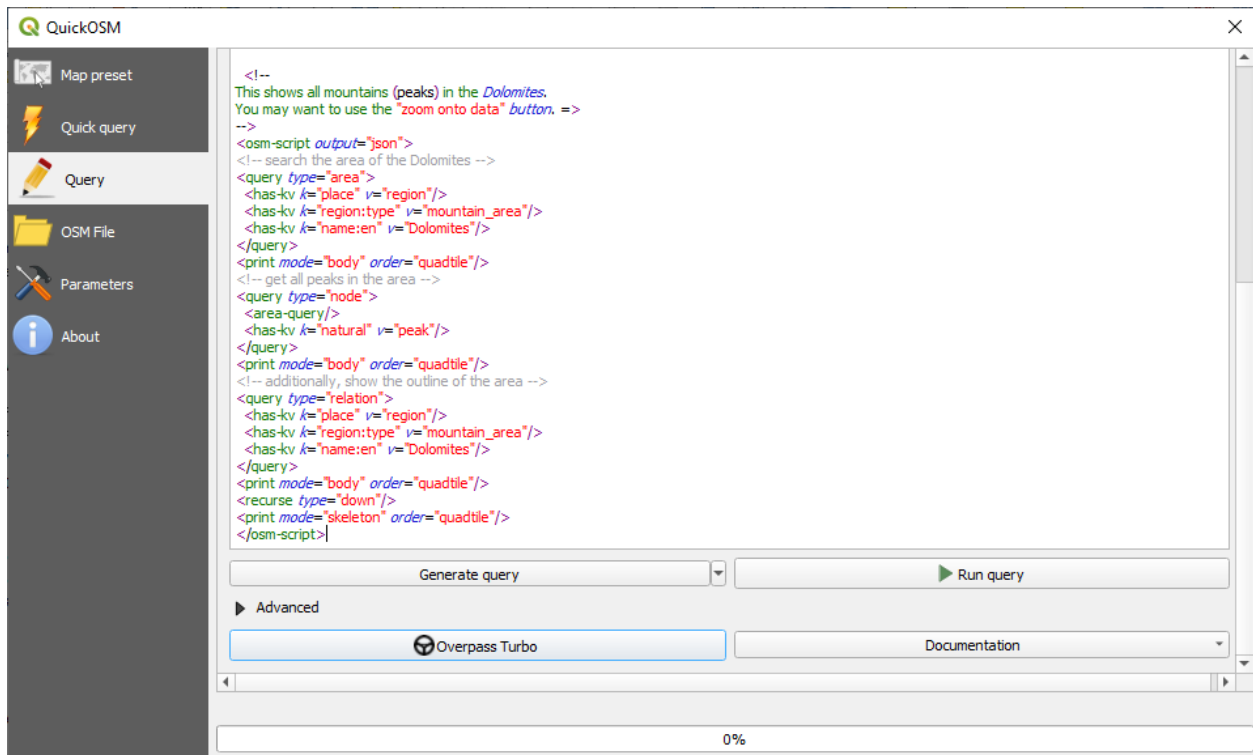 QuickOSM
Map preset
Quick query
Query
OSM File
Parameters
About
<!--
This shows all mountains (peaks) in the Dolomites.
You may want to use the "zoom onto data" button. =>
-->
<osm-script output="json">
<!-- search the area of the Dolomites -->
<query type="area">
<has-kv k="place" v="region"/>
<has-kv k="region:type" v="mountain_area"/>
<has-kv k="name:en" v="Dolomites"/>
</query>
<print mode="body" order="quadtile"/>
<!-- get all peaks in the area -->
<query type="node">
<area-query/>
<has-kv k="natural" v="peak"/>
</query>
<print mode="body" order="quadtile"/>
<!-- additionally, show the outline of the area -->
<query type="relation">
<has-kv k="place" v="region"/>
<has-kv k="region:type" v="mountain_area"/>
<has-kv k="name:en" v="Dolomites"/>
</query>
<print mode="body" order="quadtile"/>
<recurse type="down"/>
<print mode="skeleton" order="quadtile"/>
</osm-script>
Generate query
Run query
Advanced
Overpass Turbo
Documentation
0%